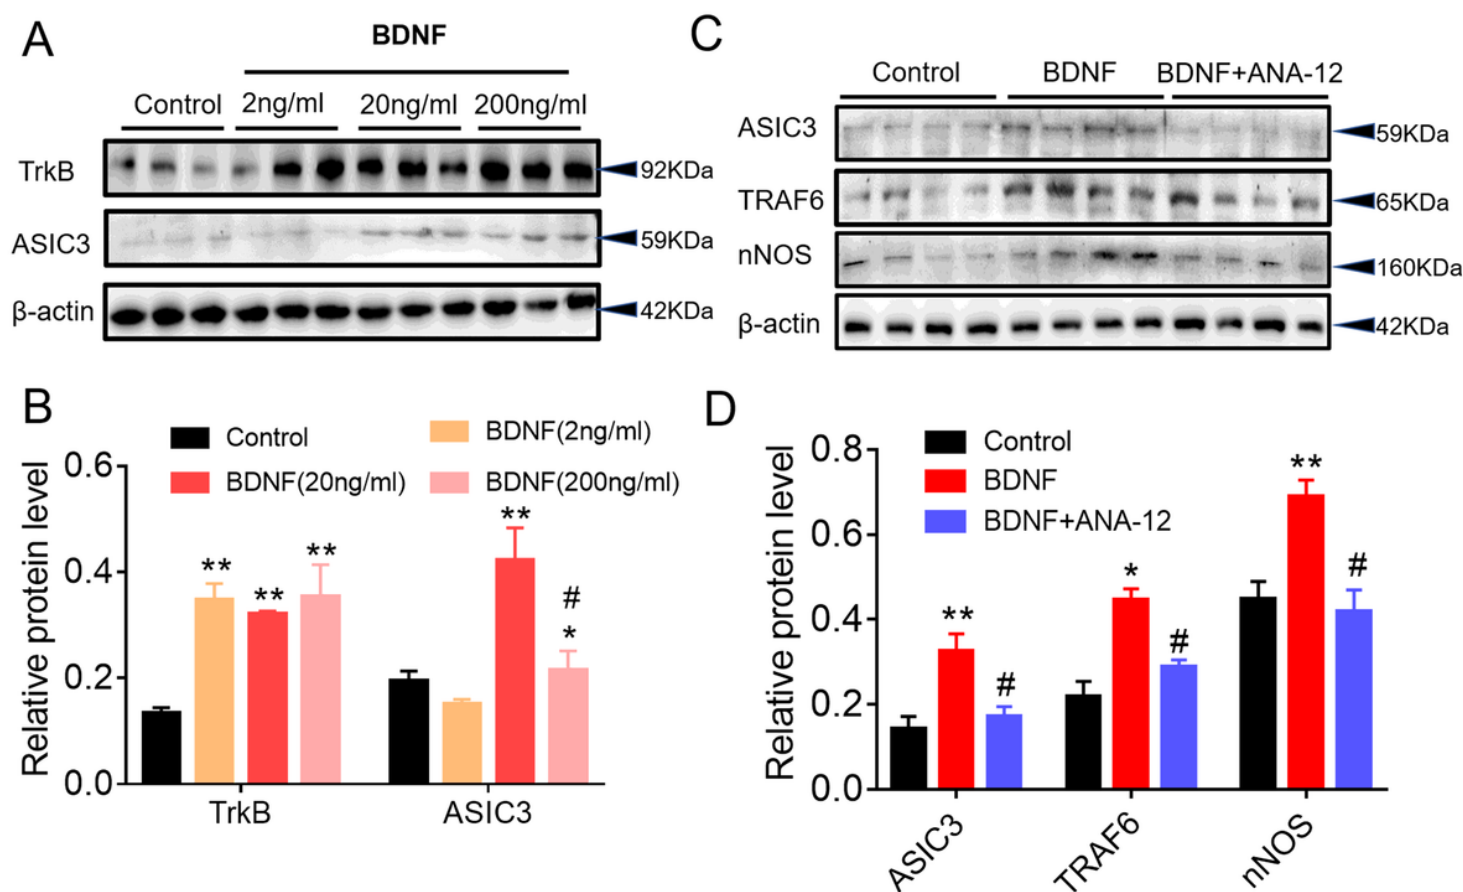 A
BDNF
Control 2ng/ml 20ng/ml 200ng/ml
TrkB 92KDa
ASIC3 59KDa
β-actin 42KDa
C
Control BDNF BDNF+ANA-12
ASIC3 59KDa
TRAF6 65KDa
nNOS 160KDa
β-actin 42KDa
B
Control BDNF(2ng/ml)
BDNF(20ng/ml) BDNF(200ng/ml)
Relative protein level
0.6
0.4
0.2
0.0
** ** ** ** # *
TrkB ASIC3
D
Control
BDNF
BDNF+ANA-12
Relative protein level
0.8
0.6
0.4
0.2
0.0
** # * # ** #
ASIC3 TRAF6 nNOS